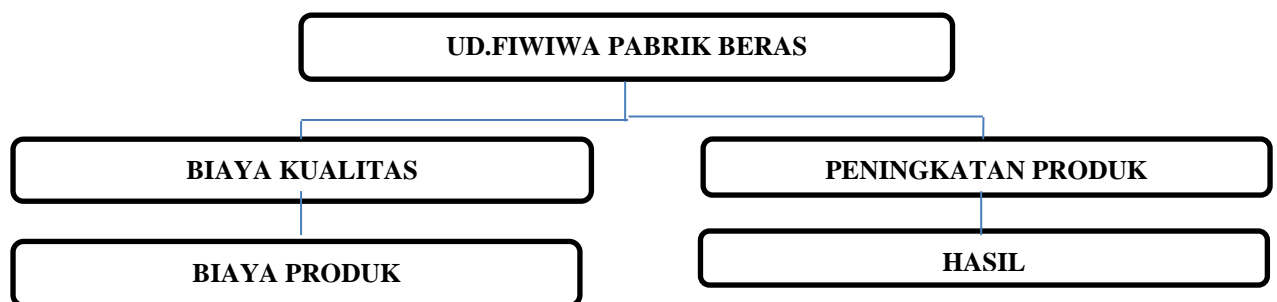 UD.FIWIWA PABRIK BERAS
BIAYA KUALITAS
PENINGKATAN PRODUK
BIAYA PRODUK
HASIL